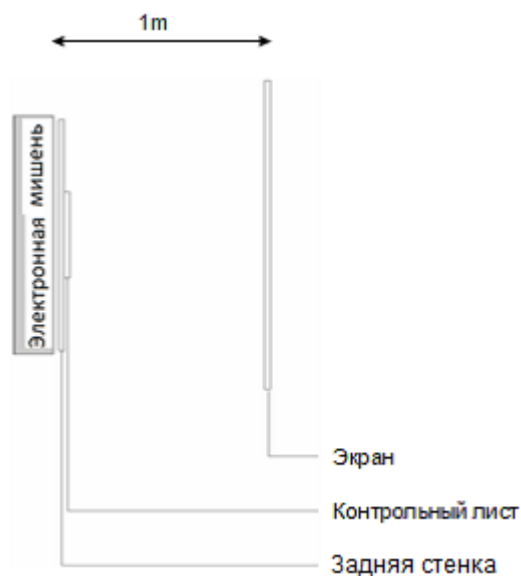 1m
Электронная мишень
Экран
Контрольный лист
Задняя стенка